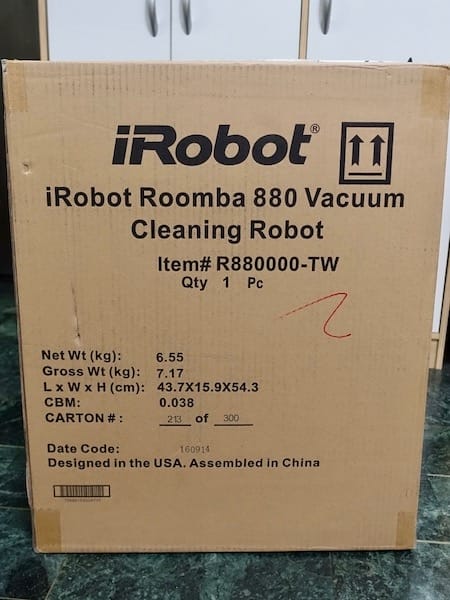 iRobot®
iRobot Roomba 880 Vacuum
Cleaning Robot
Item# R880000-TW
Qty 1 Pc
Net Wt (kg): 6.55
Gross Wt (kg): 7.17
L x W x H (cm): 43.7X15.9X54.3
CBM: 0.038
CARTON # : 213 of 300
Date Code: 160914
Designed in the USA. Assembled in China